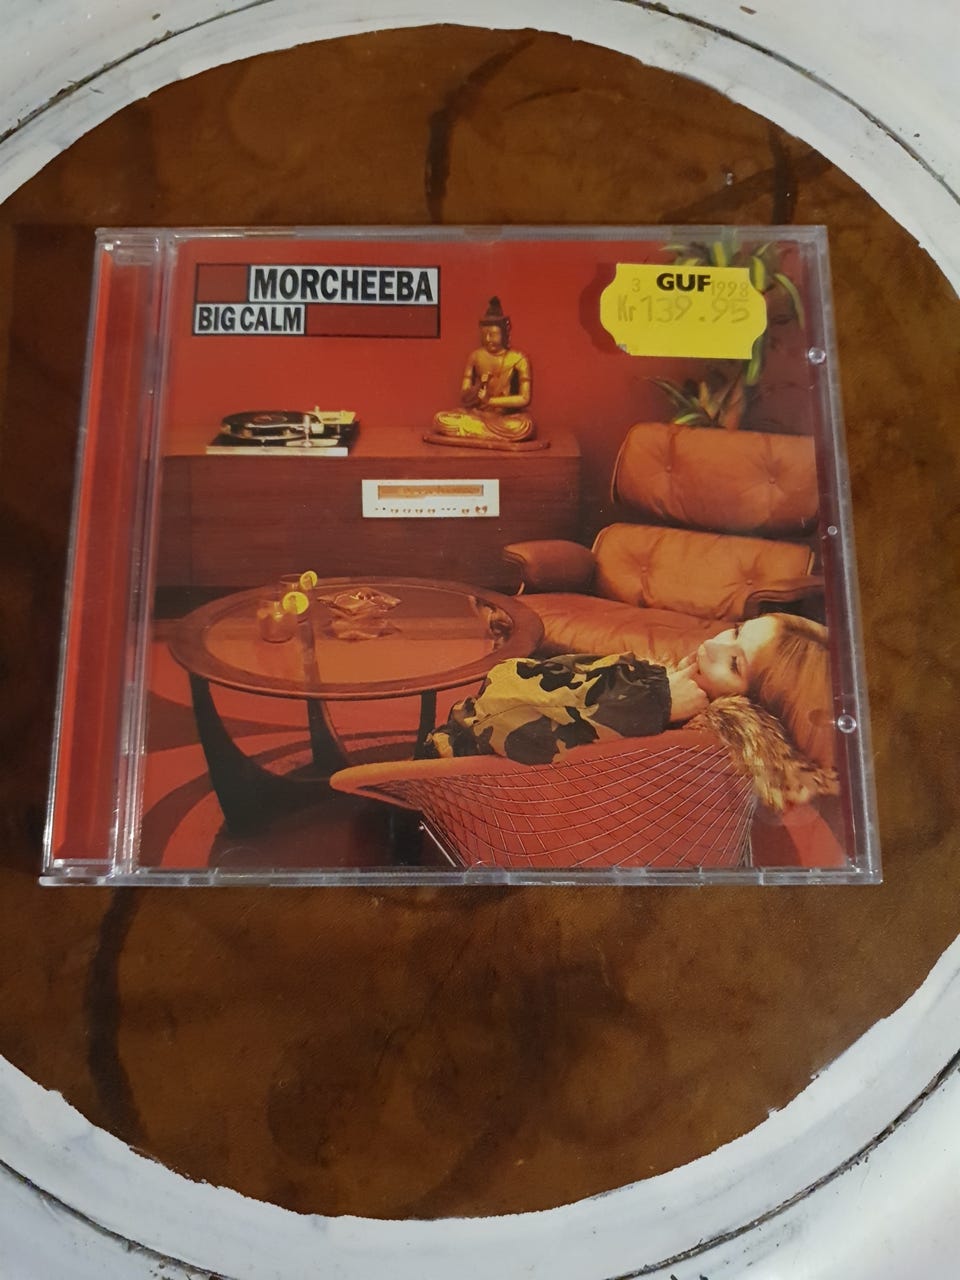 MORCHEEBA
BIG CALM
GUF
3 1998
Kr 139.95